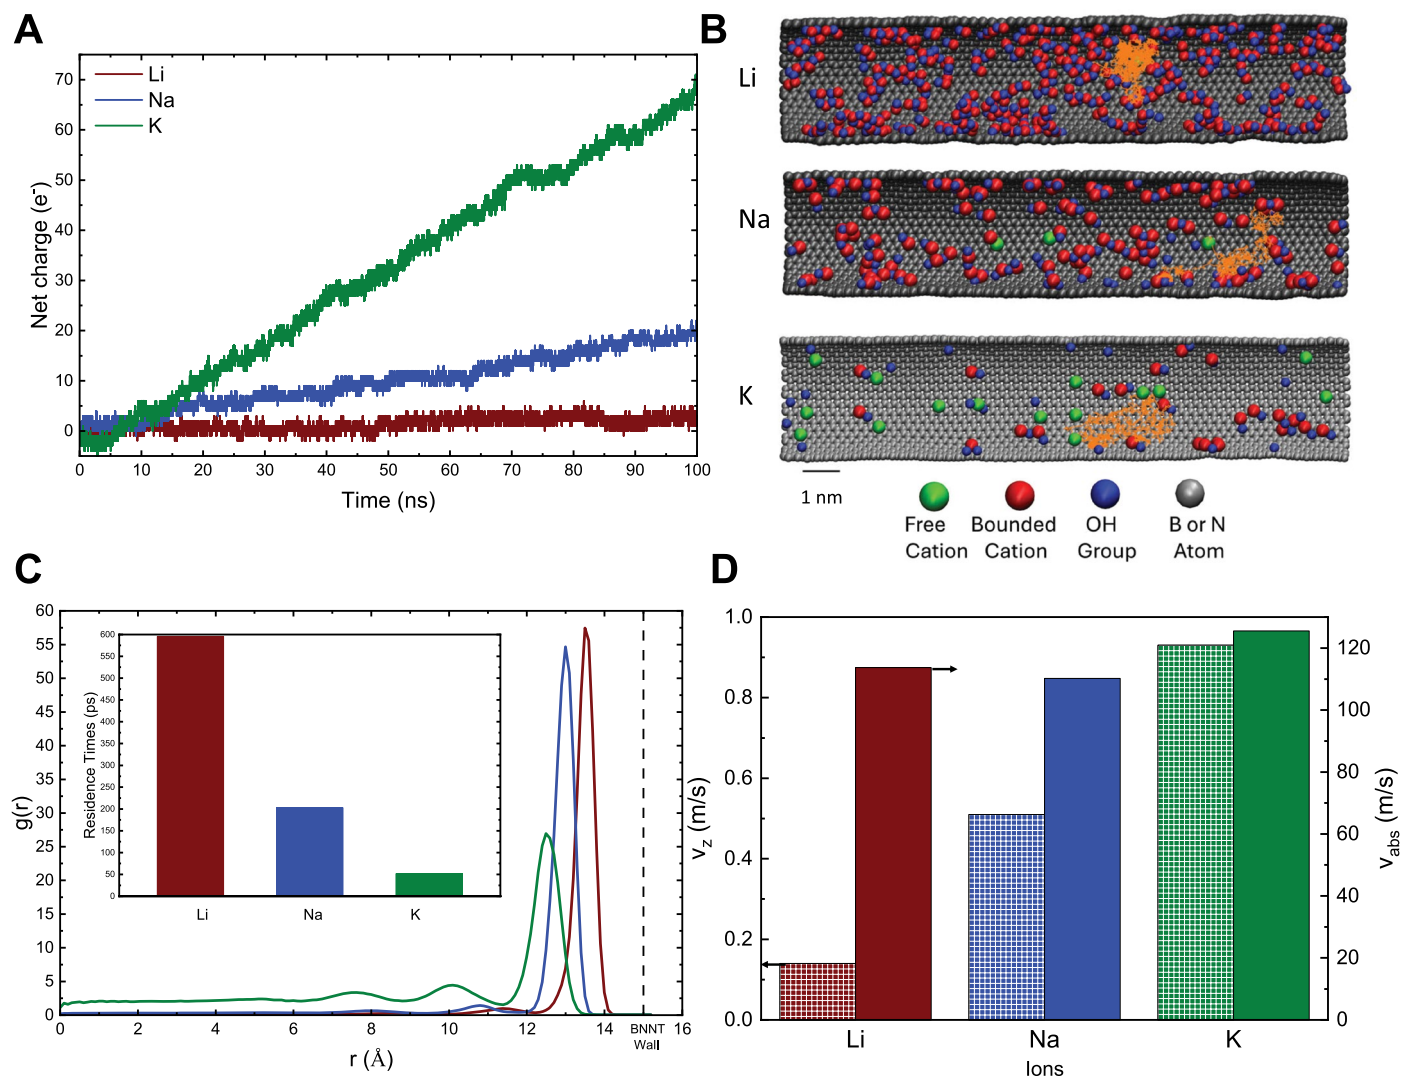 A
Li
Na
K
Net charge (e-)
70
60
50
40
30
20
10
0
0 10 20 30 40 50 60 70 80 90 100
Time (ns)
B
Li
Na
K
1 nm
Free Cation
Bounded Cation
OH Group
B or N Atom
C
g(r)
60
55
50
45
40
35
30
25
20
15
10
5
0
Residence Times (ps)
600
550
500
450
400
350
300
250
200
150
100
50
0
Li Na K
0 2 4 6 8 10 12 14 BNNT Wall 16
r (Å)
D
vz (m/s)
1.0
0.8
0.6
0.4
0.2
0.0
vabs (m/s)
120
100
80
60
40
20
0
Li Na K
Ions